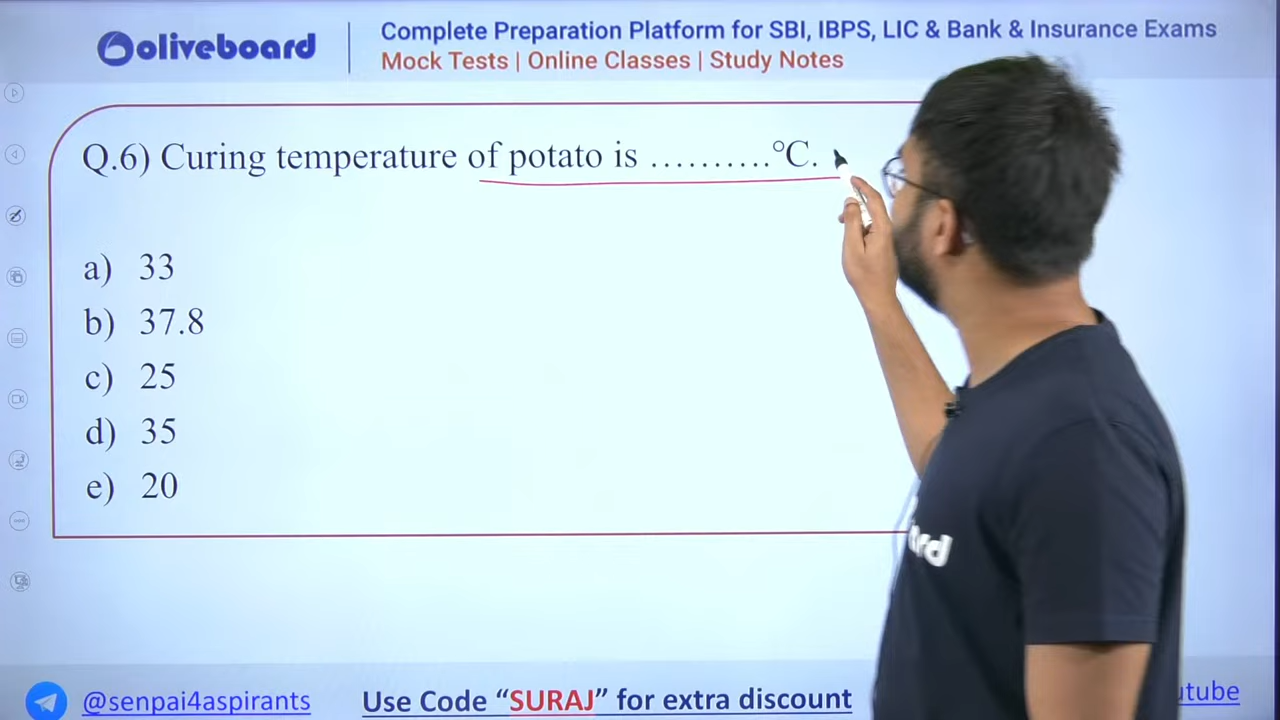 oliveboard
Complete Preparation Platform for SBI, IBPS, LIC & Bank & Insurance Exams
Mock Tests | Online Classes | Study Notes
Q.6) Curing temperature of potato is ..........°C.
a) 33
b) 37.8
c) 25
d) 35
e) 20
@senpai4aspirants
Use Code “SURAJ” for extra discount